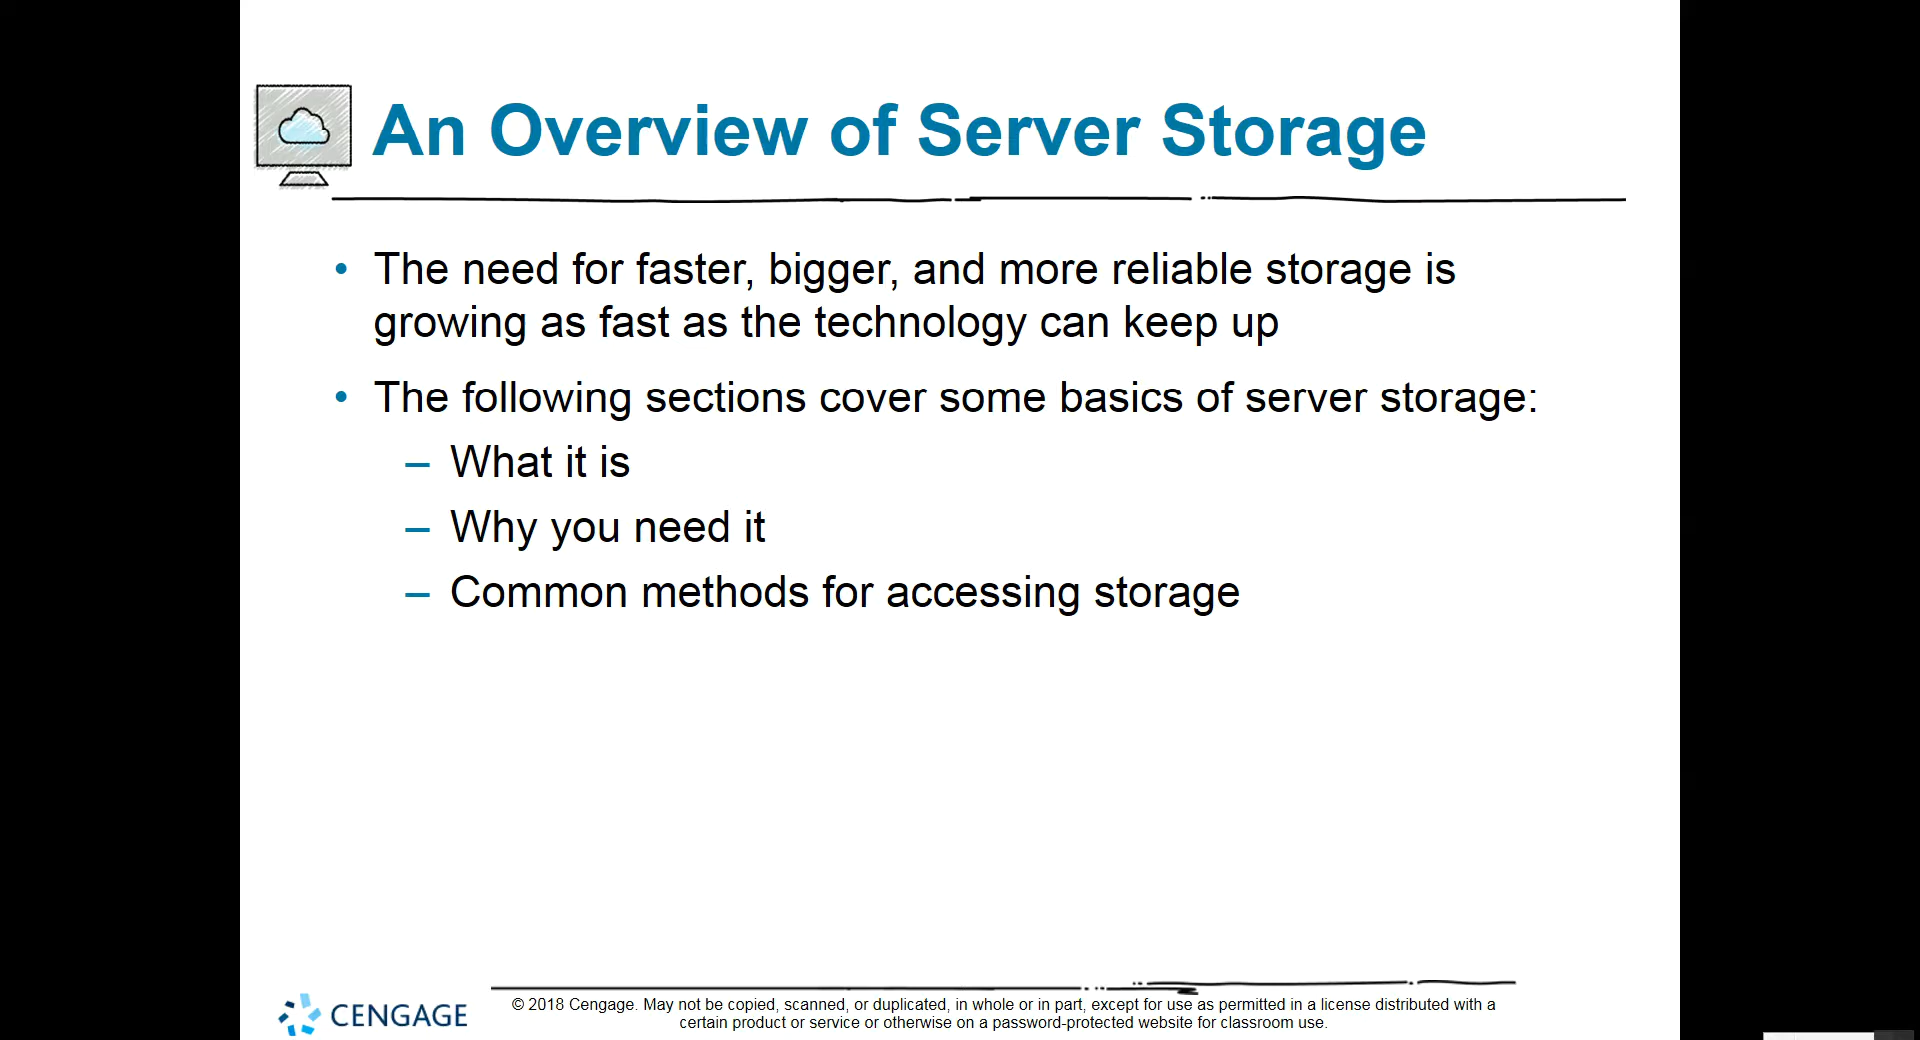 An Overview of Server Storage
• The need for faster, bigger, and more reliable storage is
growing as fast as the technology can keep up
• The following sections cover some basics of server storage:
– What it is
– Why you need it
– Common methods for accessing storage
CENGAGE
© 2018 Cengage. May not be copied, scanned, or duplicated, in whole or in part, except for use as permitted in a license distributed with a
certain product or service or otherwise on a password-protected website for classroom use.